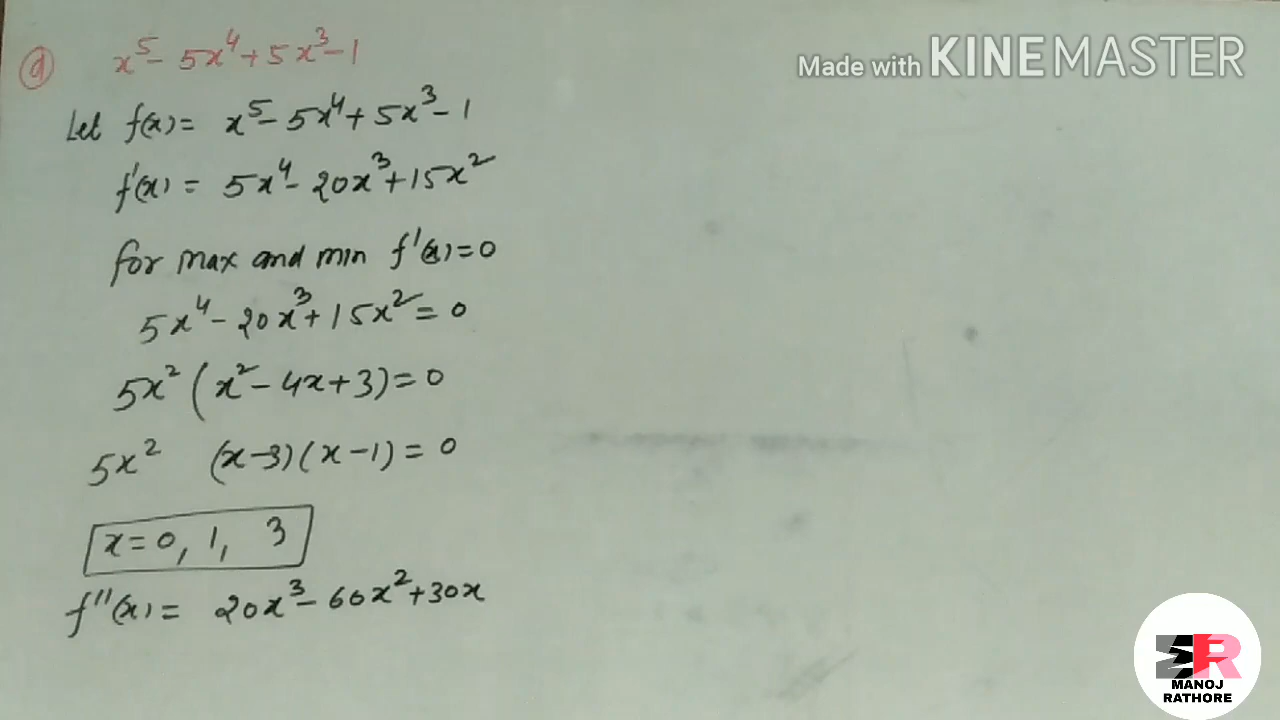 (d) x⁵ - 5x⁴ + 5x³ - 1
Made with KINEMASTER
Let f(x) = x⁵ - 5x⁴ + 5x³ - 1
f'(x) = 5x⁴ - 20x³ + 15x²
for max and min f'(x) = 0
5x⁴ - 20x³ + 15x² = 0
5x² (x² - 4x + 3) = 0
5x² (x-3)(x-1) = 0
x = 0, 1, 3
f''(x) = 20x³ - 60x² + 30x
MANOJ
RATHORE